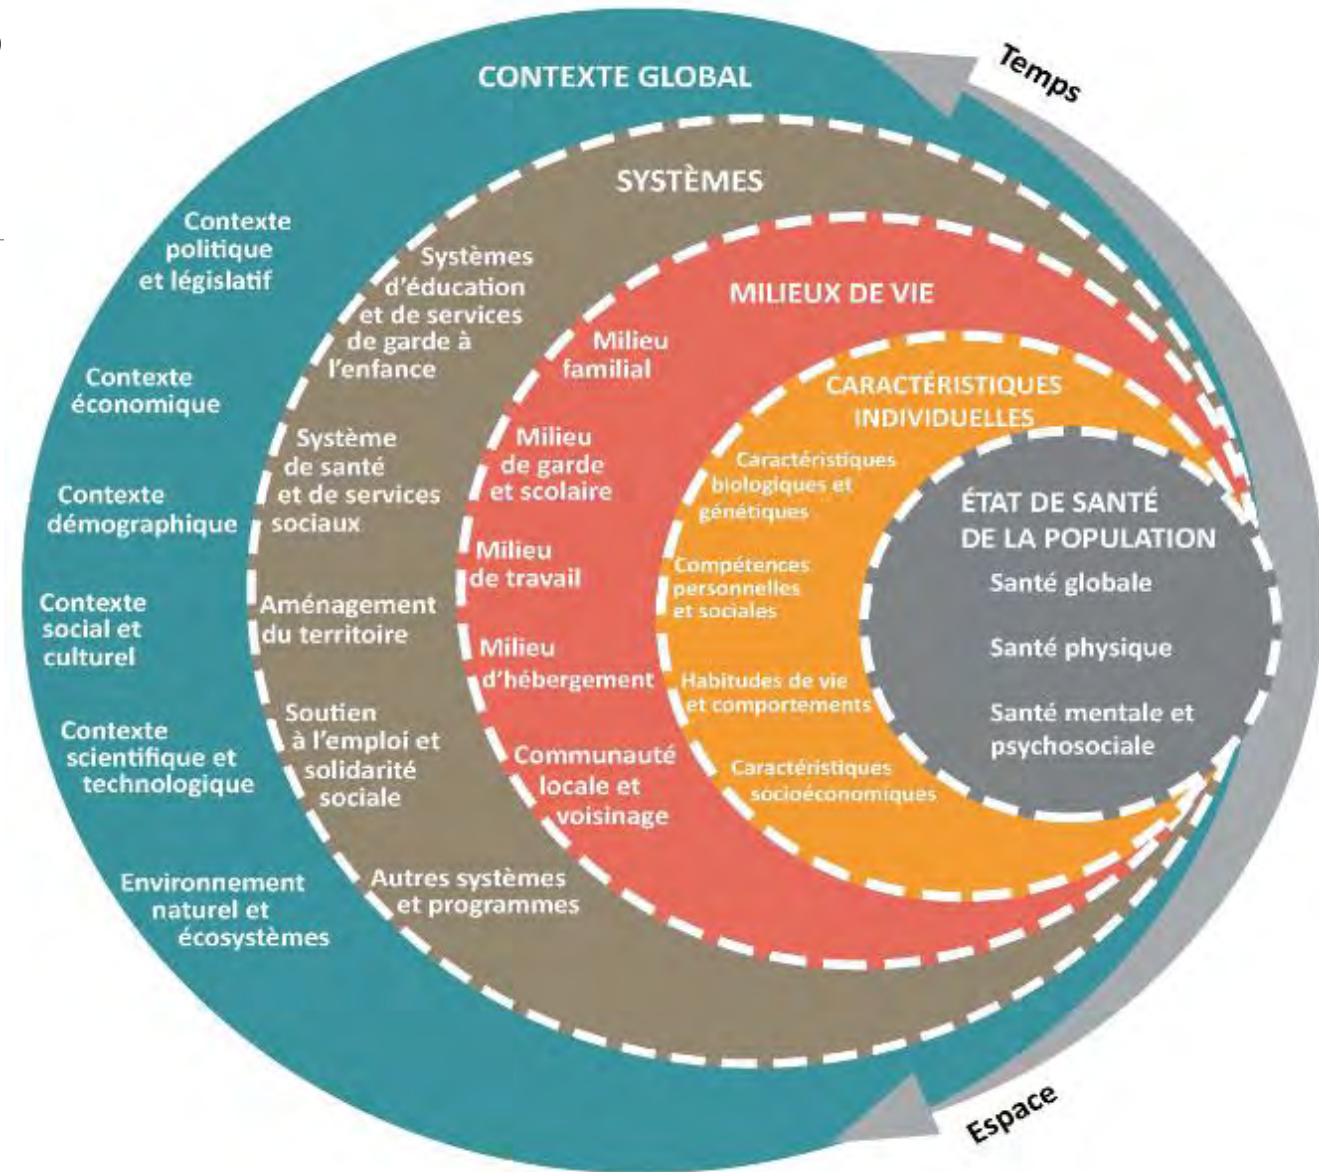 CONTEXTE GLOBAL
Contexte
politique
et législatif
Contexte
économique
Contexte
démographique
Contexte
social et
culturel
Contexte
scientifique et
technologique
Environnement
naturel et
écosystèmes
SYSTÈMES
Systèmes
d'éducation
et de services
de garde à
l'enfance
Système
de santé
et de services
sociaux
Aménagement
du territoire
Soutien
à l'emploi et
solidarité
sociale
Autres systèmes
et programmes
MILIEUX DE VIE
Milieu
familial
Milieu
de garde
et scolaire
Milieu
de travail
Milieu
d'hébergement
Communauté
locale et
voisinage
CARACTÉRISTIQUES
INDIVIDUELLES
Caractéristiques
biologiques et
génétiques
Compétences
personnelles
et sociales
Habitudes de vie
et comportements
Caractéristiques
socioéconomiques
ÉTAT DE SANTÉ
DE LA POPULATION
Santé globale
Santé physique
Santé mentale et
psychosociale
Temps
Espace